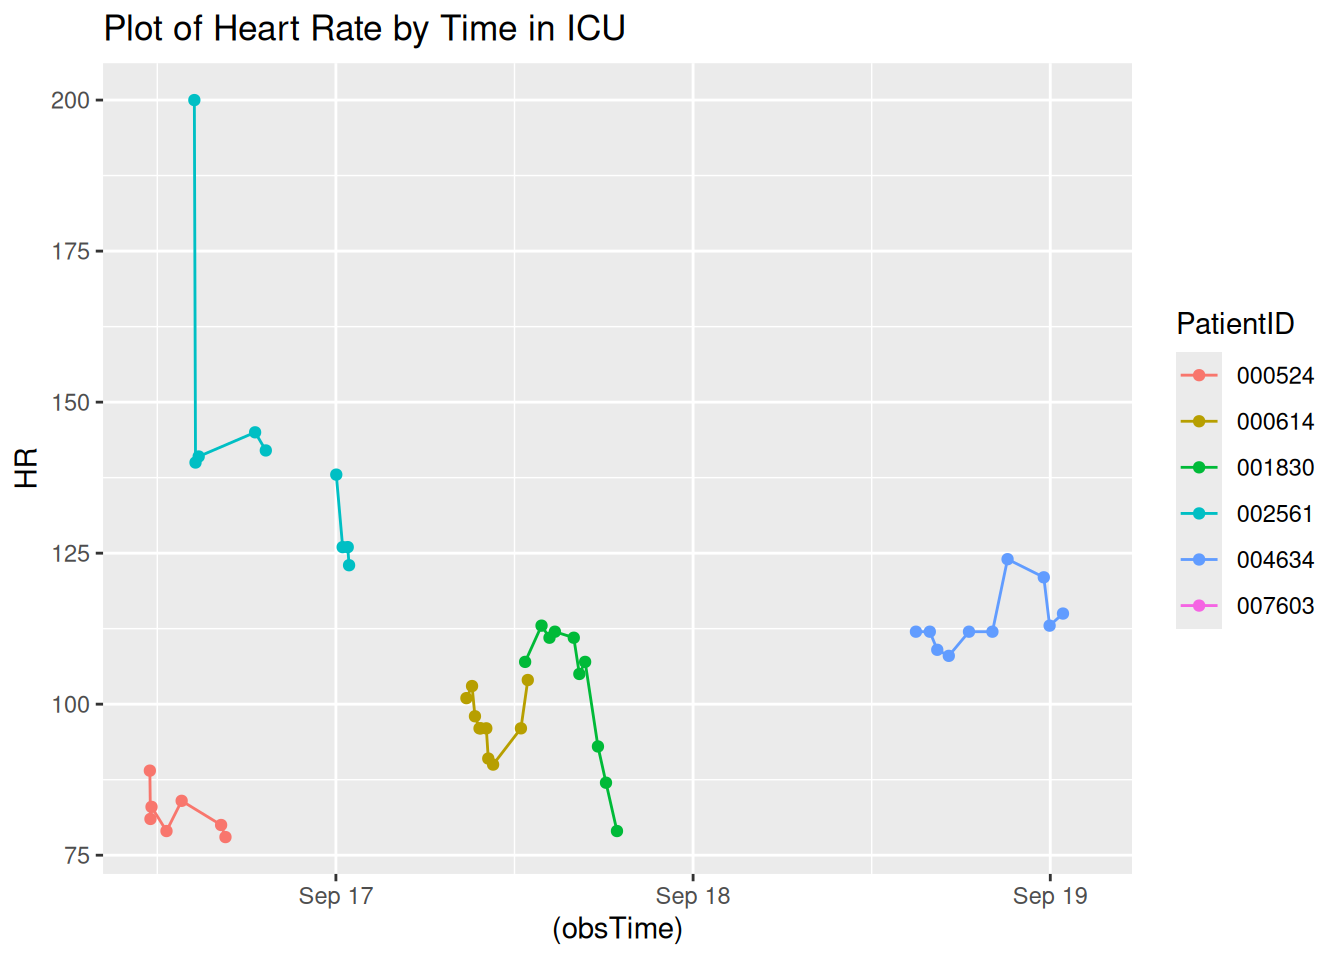 Plot of Heart Rate by Time in ICU
200
175
150
125
100
75
HR
Sep 17
Sep 18
Sep 19
(obsTime)
PatientID
000524
000614
001830
002561
004634
007603